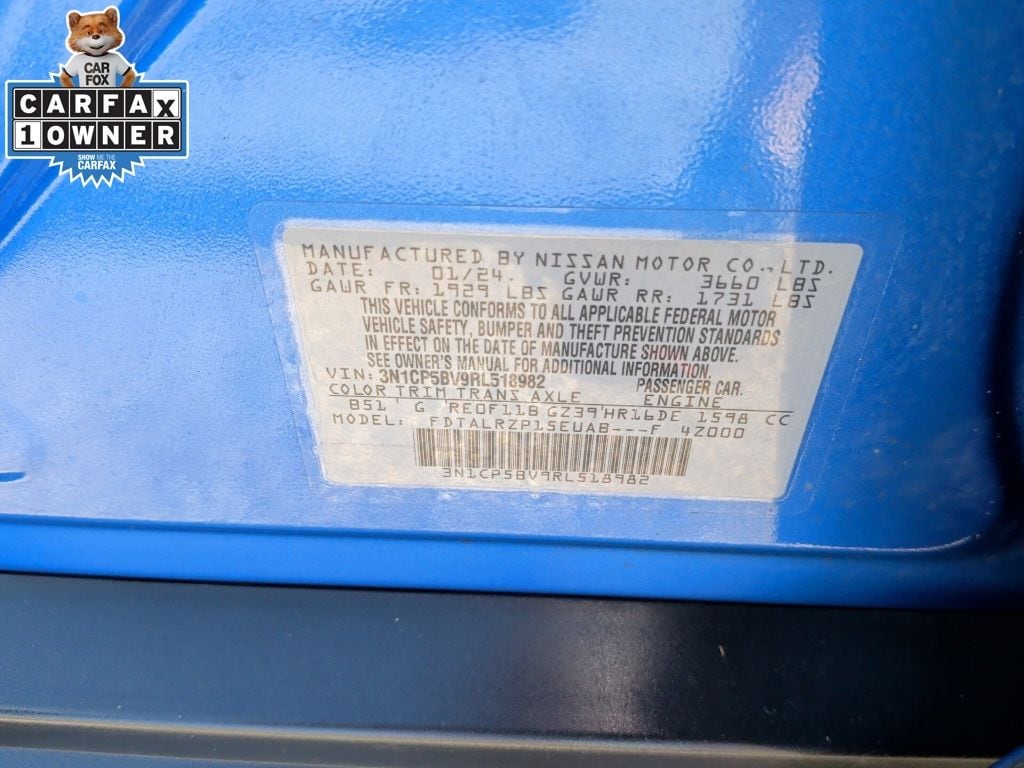 CAR
FOX
CARFAX
1 OWNER
SHOW ME THE
CARFAX
MANUFACTURED BY NISSAN MOTOR CO.,LTD.
DATE: 01/24. GVWR: 3660 LBS
GAWR FR: 1929 LBS GAWR RR: 1731 LBS
THIS VEHICLE CONFORMS TO ALL APPLICABLE FEDERAL MOTOR
VEHICLE SAFETY, BUMPER AND THEFT PREVENTION STANDARDS
IN EFFECT ON THE DATE OF MANUFACTURE SHOWN ABOVE.
SEE OWNER'S MANUAL FOR ADDITIONAL INFORMATION.
VIN: 3N1CP5BV9RL518982 PASSENGER CAR.
COLOR TRIM TRANS AXLE ENGINE
B51 G RE0F11B GZ39 HR16DE 1598 CC
MODEL: FDTALRZP15EUAB---F 4Z000
3N1CP5BV9RL518982